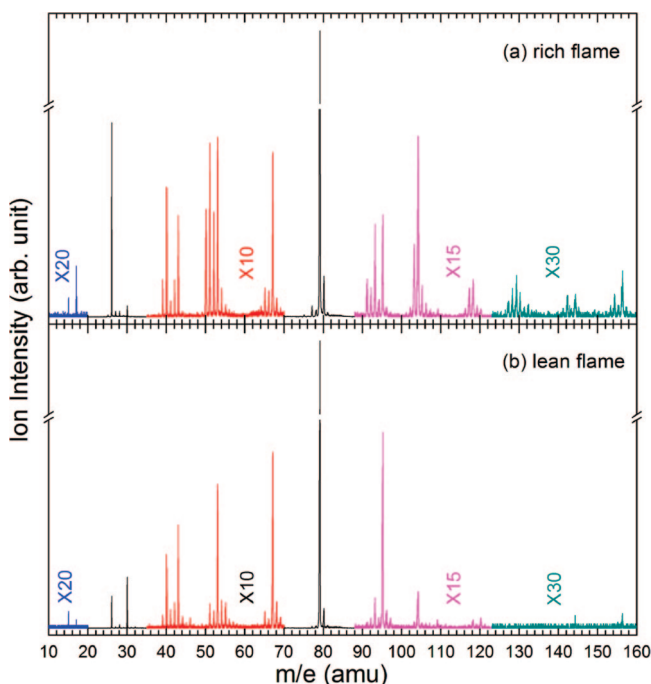 (a) rich flame
X20
X10
X15
X30
(b) lean flame
X20
X10
X15
X30
Ion Intensity (arb. unit)
10 20 30 40 50 60 70 80 90 100 110 120 130 140 150 160
m/e (amu)